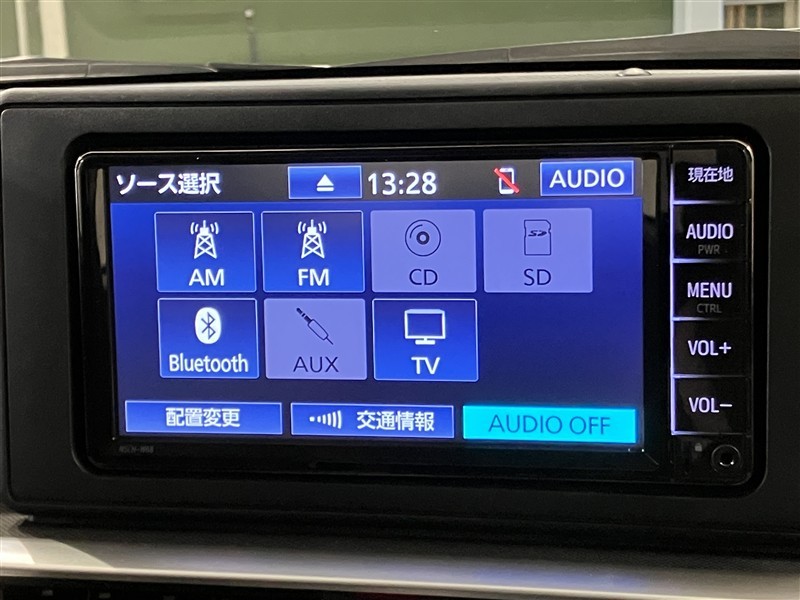 ソース選択 13:28 AUDIO
AM FM CD SD
Bluetooth AUX TV
配置変更 交通情報 AUDIO OFF
現在地
AUDIO
PWR
MENU
CTRL
VOL+
VOL-